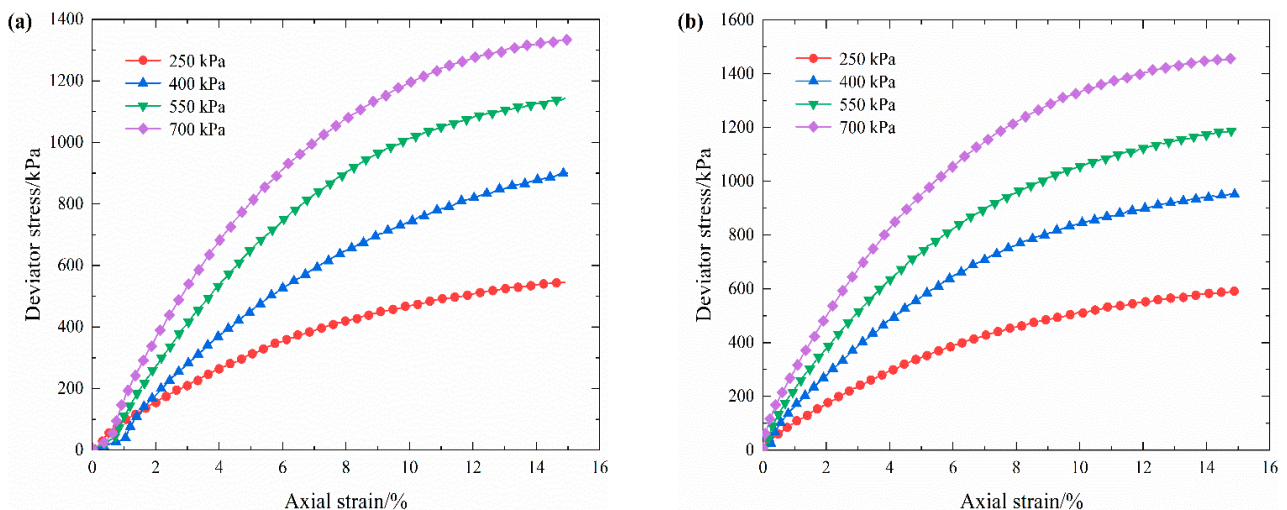 (a)
1400
1200
1000
800
600
400
200
0
Deviator stress/kPa
250 kPa
400 kPa
550 kPa
700 kPa
0 2 4 6 8 10 12 14 16
Axial strain/%
(b)
1600
1400
1200
1000
800
600
400
200
0
Deviator stress/kPa
250 kPa
400 kPa
550 kPa
700 kPa
0 2 4 6 8 10 12 14 16
Axial strain/%